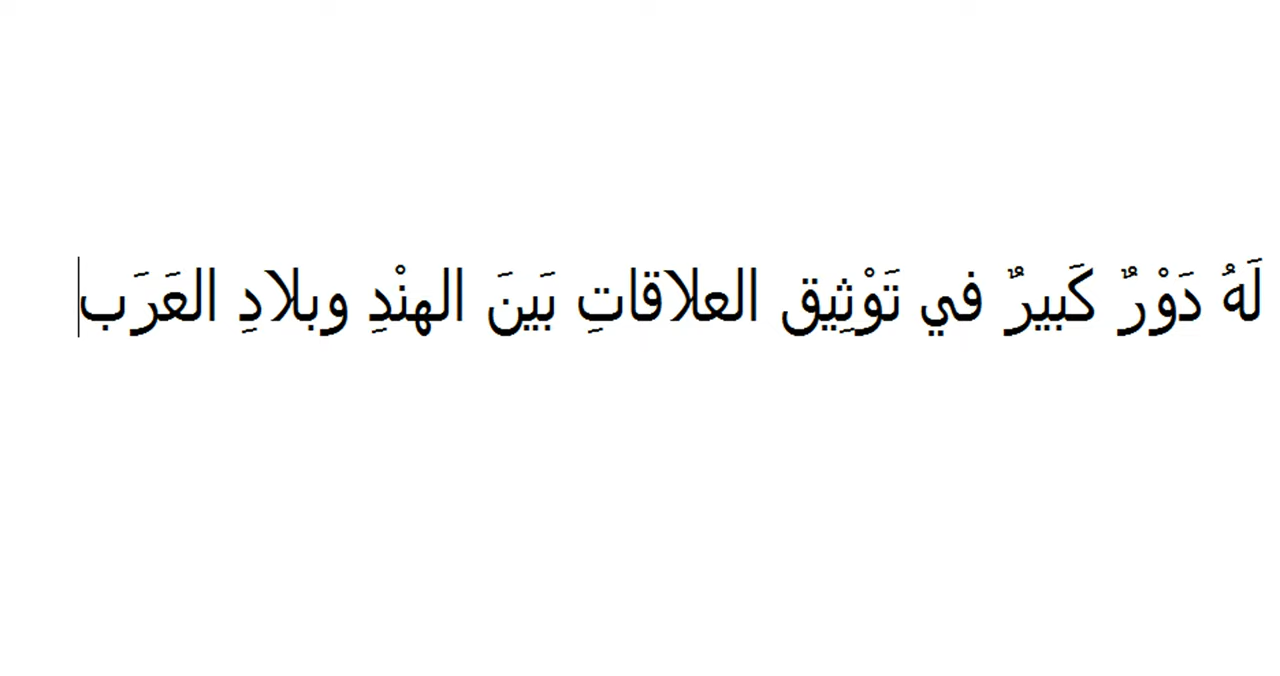 لَهُ دَوْرٌ كَبيرٌ في تَوْثِيق العلاقاتِ بَينَ الهنْدِ وبلادِ العَرَب